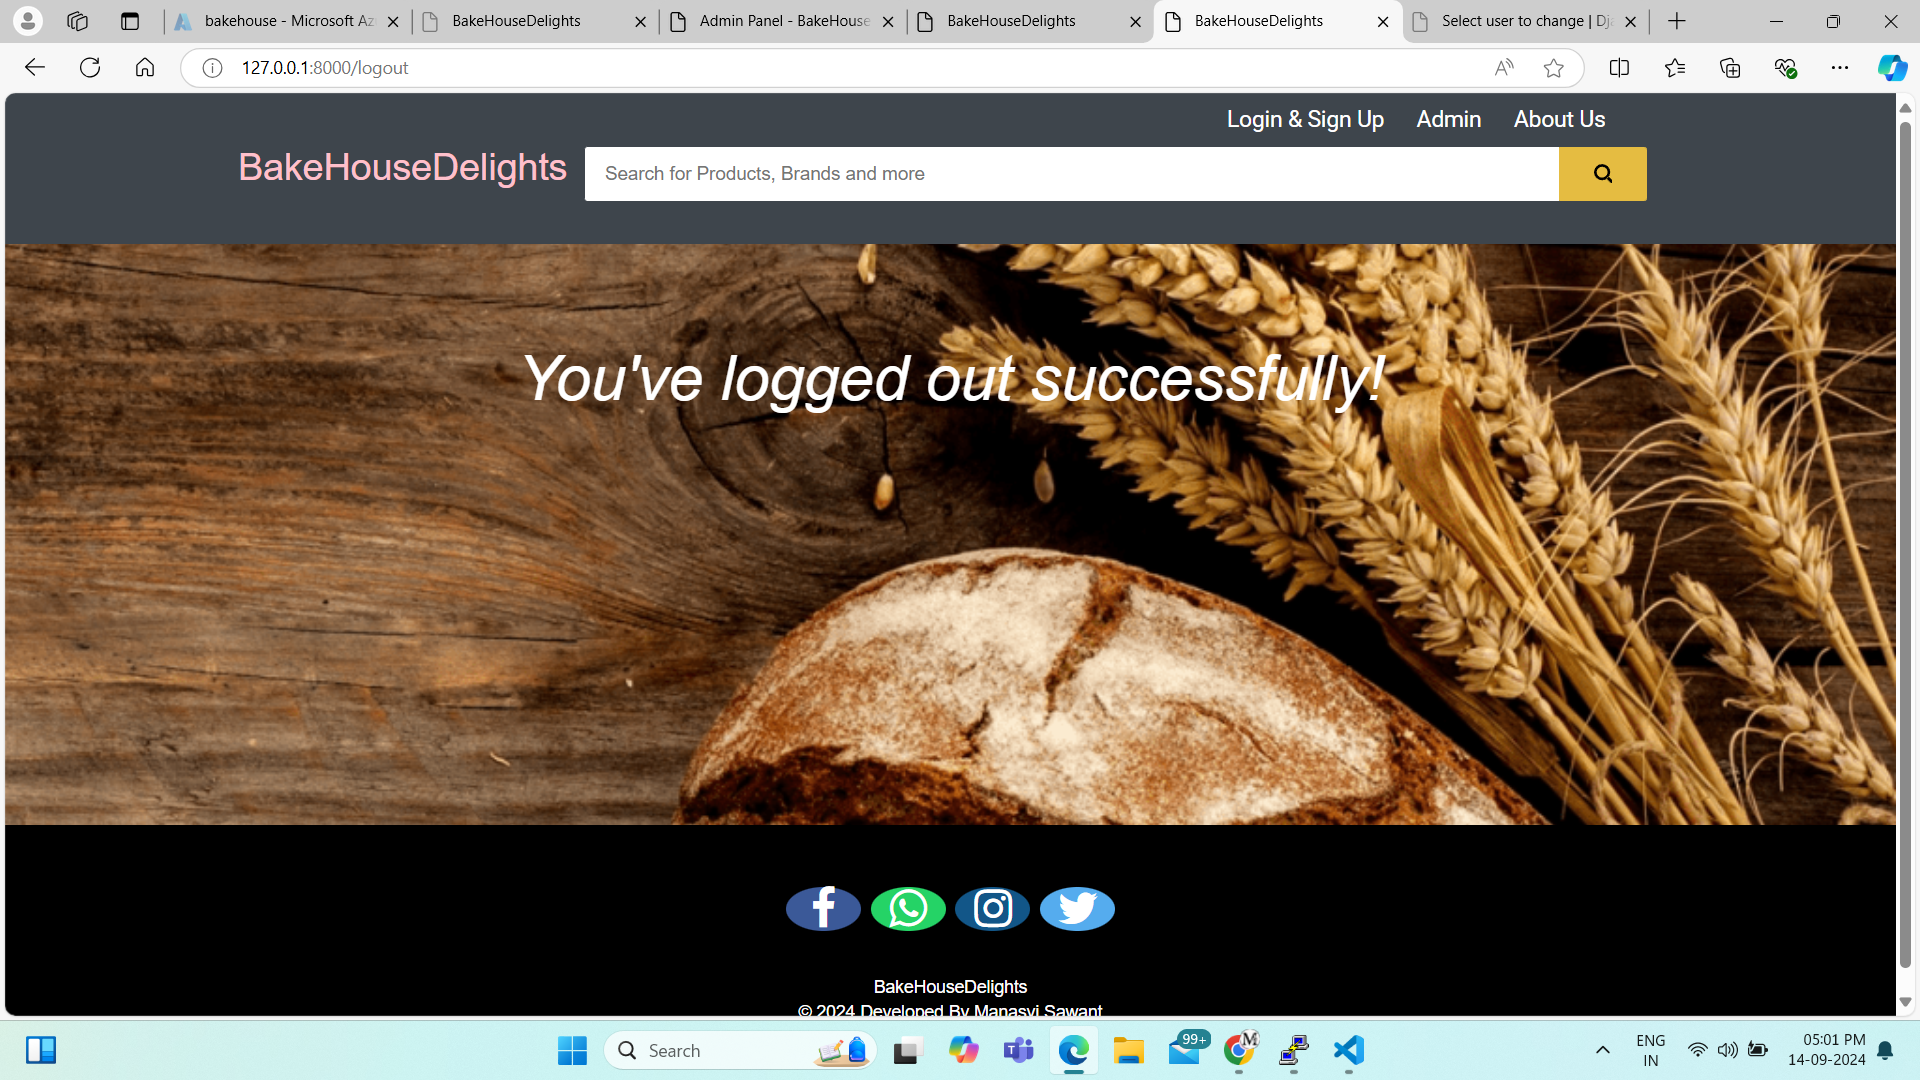 bakehouse - Microsoft Az
BakeHouseDelights
Admin Panel - BakeHouse
BakeHouseDelights
BakeHouseDelights
Select user to change | Dja
127.0.0.1:8000/logout
Login & Sign Up
Admin
About Us
BakeHouseDelights
Search for Products, Brands and more
You've logged out successfully!
BakeHouseDelights
© 2024 Developed By Manasvi Sawant
Search
99+
M
ENG
IN
05:01 PM
14-09-2024